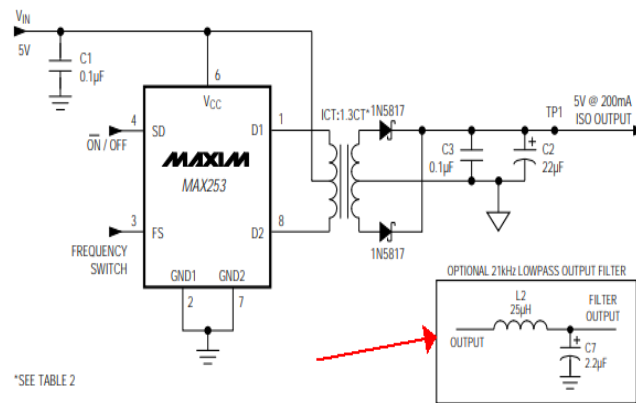 VIN
5V
C1
0.1µF
6
VCC
4
SD
ON / OFF
MAXIM
MAX253
D1
1
ICT:1.3CT*
1N5817
C3
0.1µF
C2
22µF
TP1
5V @ 200mA
ISO OUTPUT
3
FS
FREQUENCY
SWITCH
D2
8
1N5817
GND1
GND2
2
7
OPTIONAL 21kHz LOWPASS OUTPUT FILTER
L2
25µH
FILTER
OUTPUT
OUTPUT
C7
2.2µF
*SEE TABLE 2